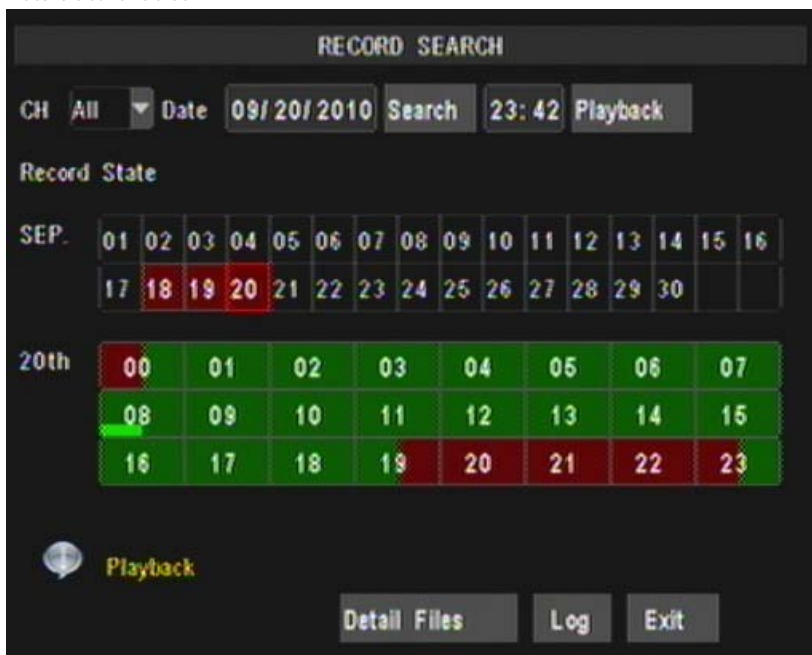 RECORD SEARCH
CH All Date 09/20/2010 Search 23:42 Playback
Record State
SEP. 01 02 03 04 05 06 07 08 09 10 11 12 13 14 15 16
17 18 19 20 21 22 23 24 25 26 27 28 29 30
20th 00 01 02 03 04 05 06 07
08 09 10 11 12 13 14 15
16 17 18 19 20 21 22 23
Playback
Detail Files Log Exit